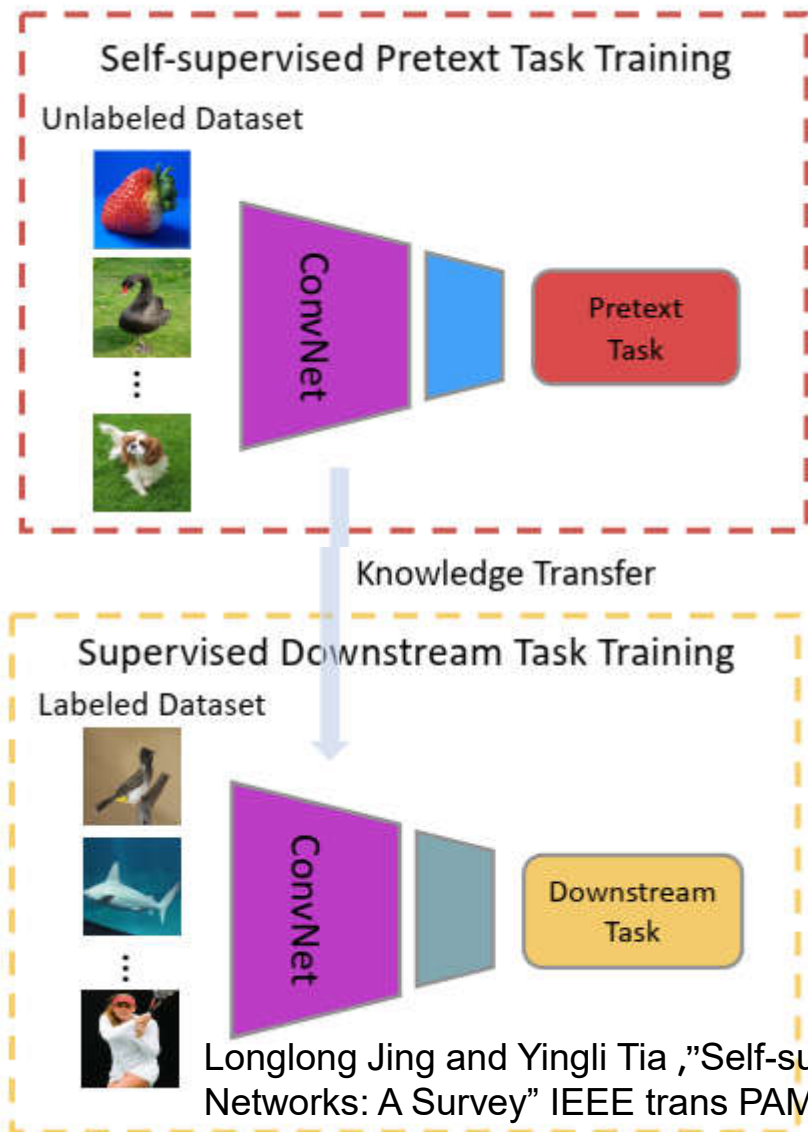 Self-supervised Pretext Task Training
Unlabeled Dataset
ConvNet
Pretext
Task
Knowledge Transfer
Supervised Downstream Task Training
Labeled Dataset
ConvNet
Downstream
Task
Longlong Jing and Yingli Tia ,"Self-su
Networks: A Survey” IEEE trans PAM